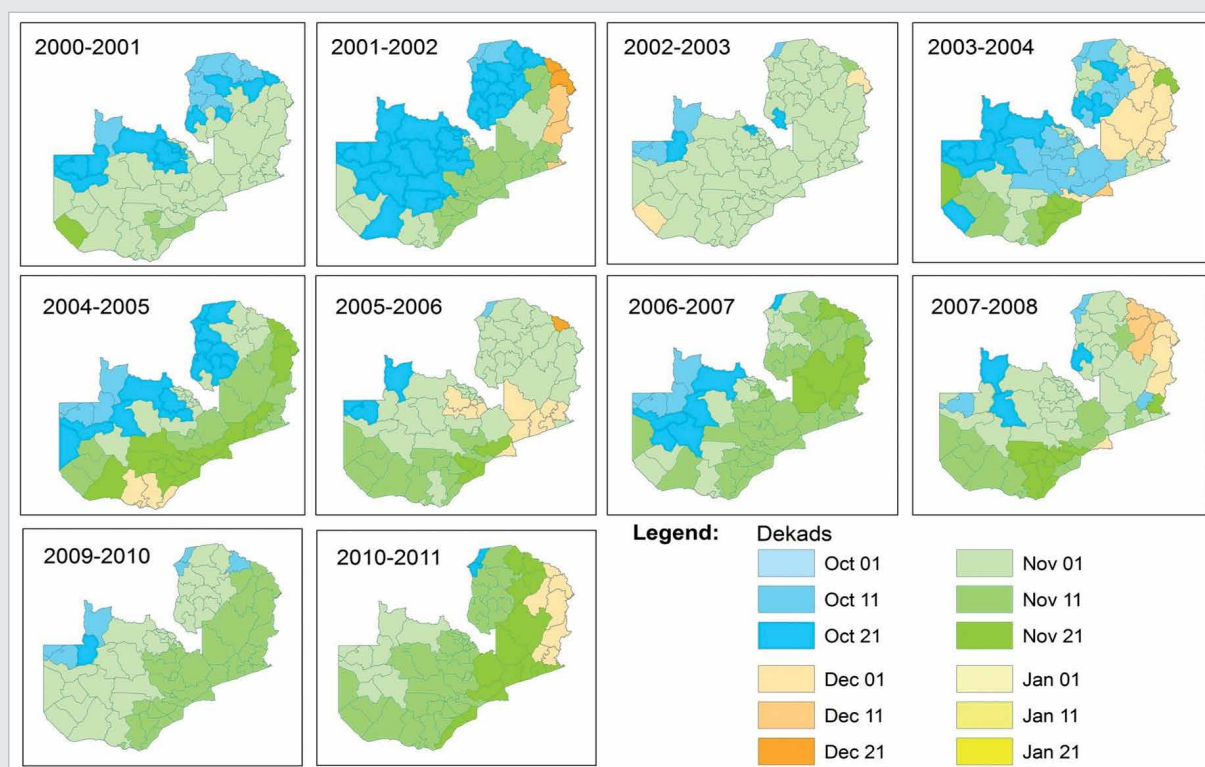 2000-2001
2001-2002
2002-2003
2003-2004
2004-2005
2005-2006
2006-2007
2007-2008
2009-2010
2010-2011
Legend: Dekads
Oct 01 Nov 01
Oct 11 Nov 11
Oct 21 Nov 21
Dec 01 Jan 01
Dec 11 Jan 11
Dec 21 Jan 21